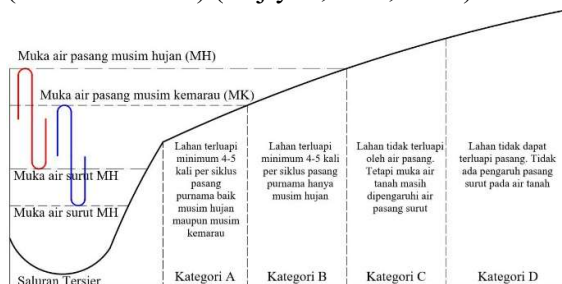 Muka air pasang musim hujan (MH)
Muka air pasang musim kemarau (MK)
Muka air surut MH
Muka air surut MH
Saluran Tersier
Lahan terluapi
minimum 4-5
kali per siklus
pasang
purnama baik
musim hujan
maupun musim
kemarau
Kategori A
Lahan terluapi
minimum 4-5 kali
per siklus pasang
purnama hanya
musim hujan
Kategori B
Lahan tidak terluapi
oleh air pasang.
Tetapi muka air
tanah masih
dipengaruhi air
pasang surut
Kategori C
Lahan tidak dapat
terluapi pasang. Tidak
ada pengaruh pasang
surut pada air tanah
Kategori D